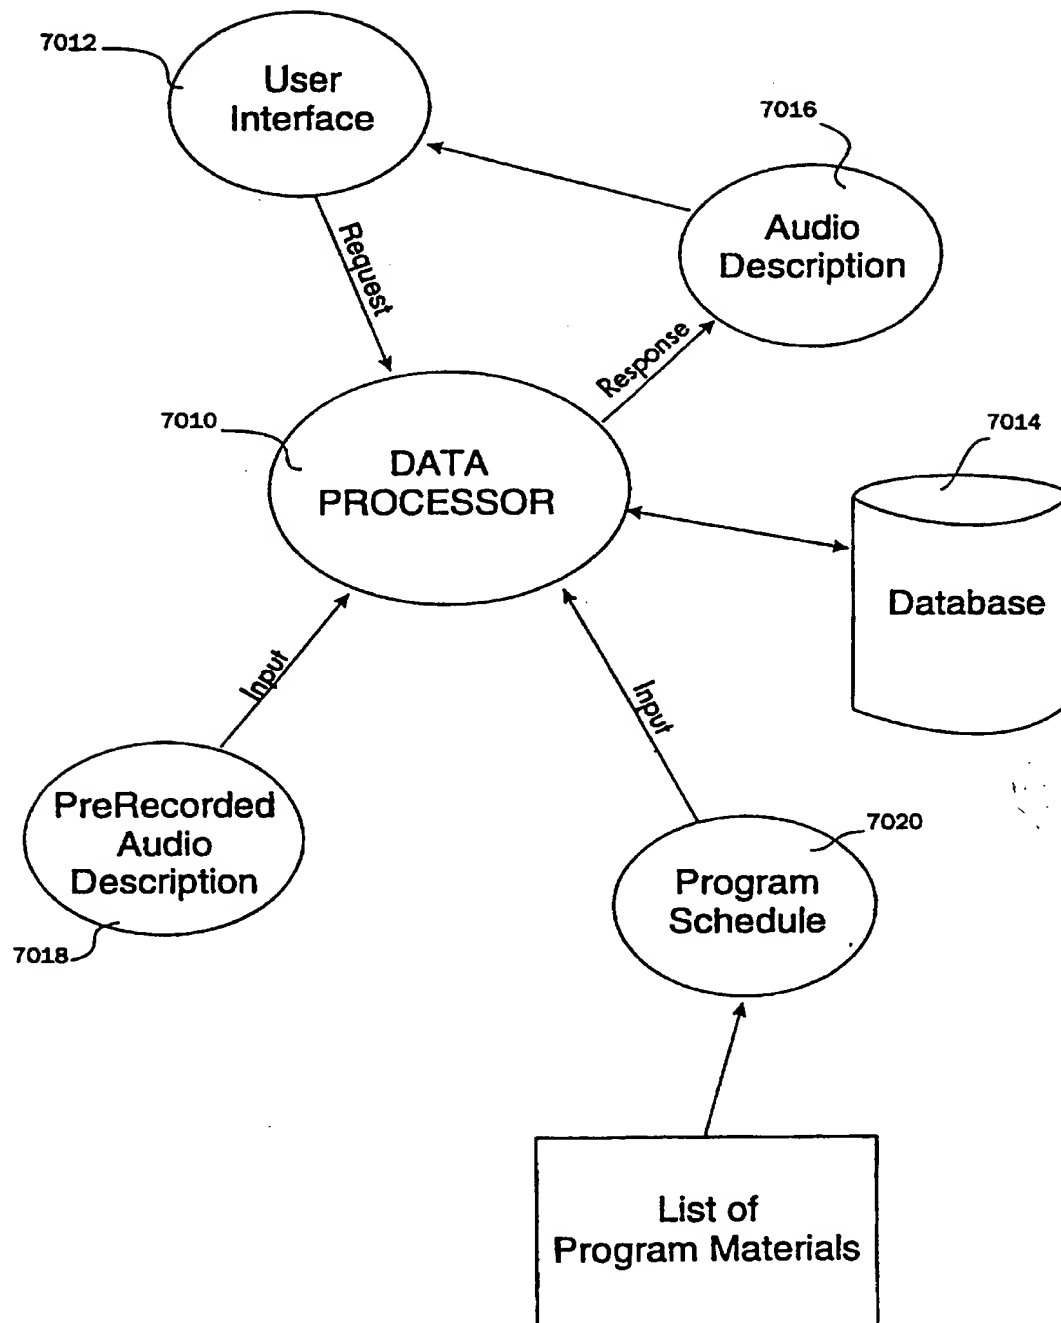 7012
User
Interface
7016
Audio
Description
Request
Response
7010
DATA
PROCESSOR
7014
Database
Input
Input
PreRecorded
Audio
Description
7018
7020
Program
Schedule
List of
Program Materials